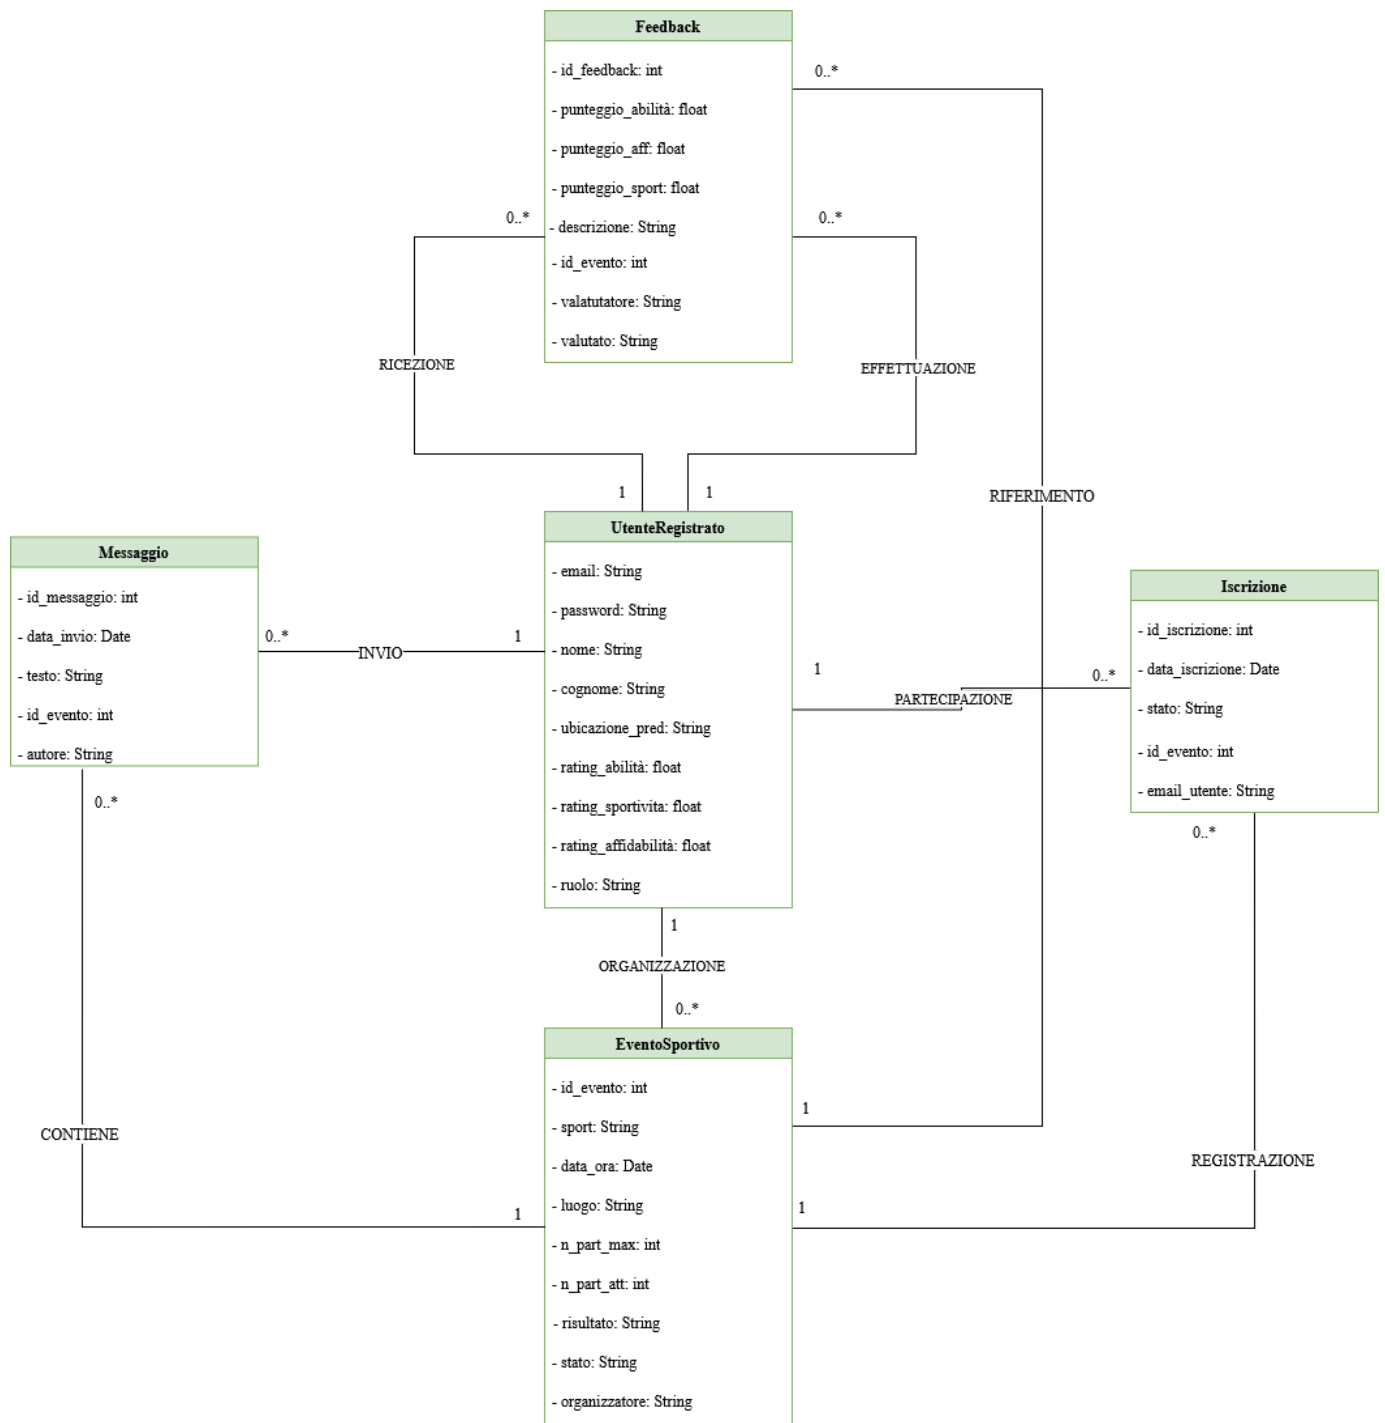 Feedback
- id_feedback: int
- punteggio_abilità: float
- punteggio_aff: float
- punteggio_sport: float
- descrizione: String
- id_evento: int
- valatutatore: String
- valutato: String
0..*
0..*
0..*
RICEZIONE
EFFETTUAZIONE
RIFERIMENTO
1
1
UtenteRegistrato
- email: String
- password: String
- nome: String
- cognome: String
- ubicazione_pred: String
- rating_abilità: float
- rating_sportivita: float
- rating_affidabilità: float
- ruolo: String
Messaggio
- id_messaggio: int
- data_invio: Date
- testo: String
- id_evento: int
- autore: String
0..*
INVIO
1
0..*
1
PARTECIPAZIONE
0..*
Iscrizione
- id_iscrizione: int
- data_iscrizione: Date
- stato: String
- id_evento: int
- email_utente: String
0..*
1
ORGANIZZAZIONE
0..*
EventoSportivo
- id_evento: int
- sport: String
- data_ora: Date
- luogo: String
- n_part_max: int
- n_part_att: int
- risultato: String
- stato: String
- organizzatore: String
CONTIENE
1
1
1
REGISTRAZIONE